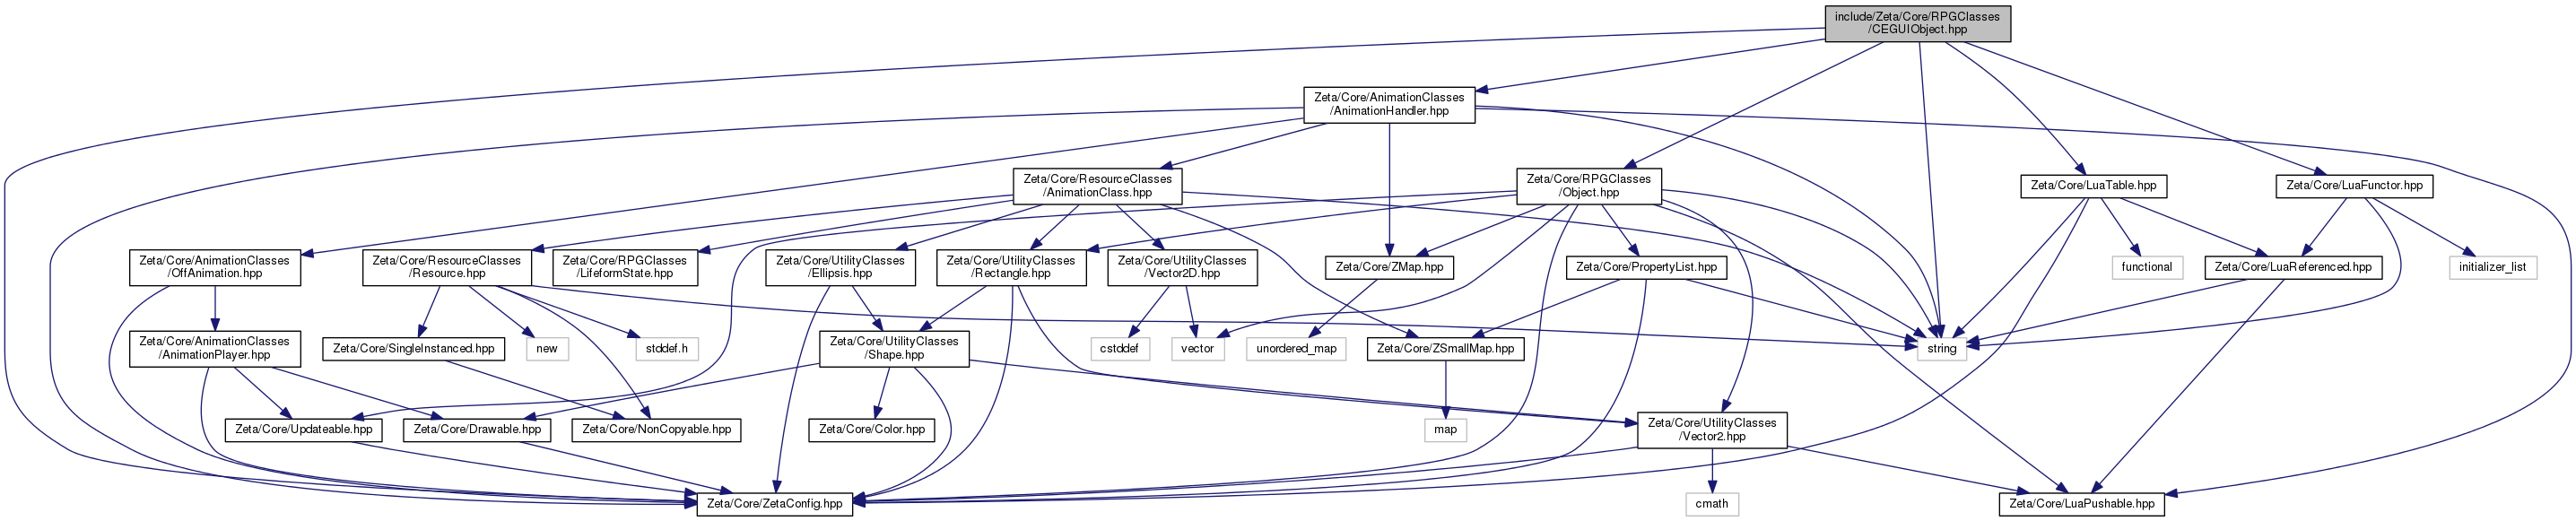 include/Zeta/Core/RPGClasses
/CEGUIObject.hpp
Zeta/Core/AnimationClasses
/AnimationHandler.hpp
Zeta/Core/ResourceClasses
/AnimationClass.hpp
Zeta/Core/RPGClasses
/Object.hpp
Zeta/Core/LuaTable.hpp
Zeta/Core/LuaFunctor.hpp
Zeta/Core/AnimationClasses
/OffAnimation.hpp
Zeta/Core/ResourceClasses
/Resource.hpp
Zeta/Core/RPGClasses
/LifeformState.hpp
Zeta/Core/UtilityClasses
/Ellipsis.hpp
Zeta/Core/UtilityClasses
/Rectangle.hpp
Zeta/Core/UtilityClasses
/Vector2D.hpp
Zeta/Core/ZMap.hpp
Zeta/Core/PropertyList.hpp
functional
Zeta/Core/LuaReferenced.hpp
initializer_list
Zeta/Core/AnimationClasses
/AnimationPlayer.hpp
Zeta/Core/SingleInstanced.hpp
new
stddef.h
Zeta/Core/UtilityClasses
/Shape.hpp
cstddef
vector
unordered_map
Zeta/Core/ZSmallMap.hpp
string
Zeta/Core/Updateable.hpp
Zeta/Core/Drawable.hpp
Zeta/Core/NonCopyable.hpp
Zeta/Core/Color.hpp
map
Zeta/Core/UtilityClasses
/Vector2.hpp
Zeta/Core/ZetaConfig.hpp
cmath
Zeta/Core/LuaPushable.hpp